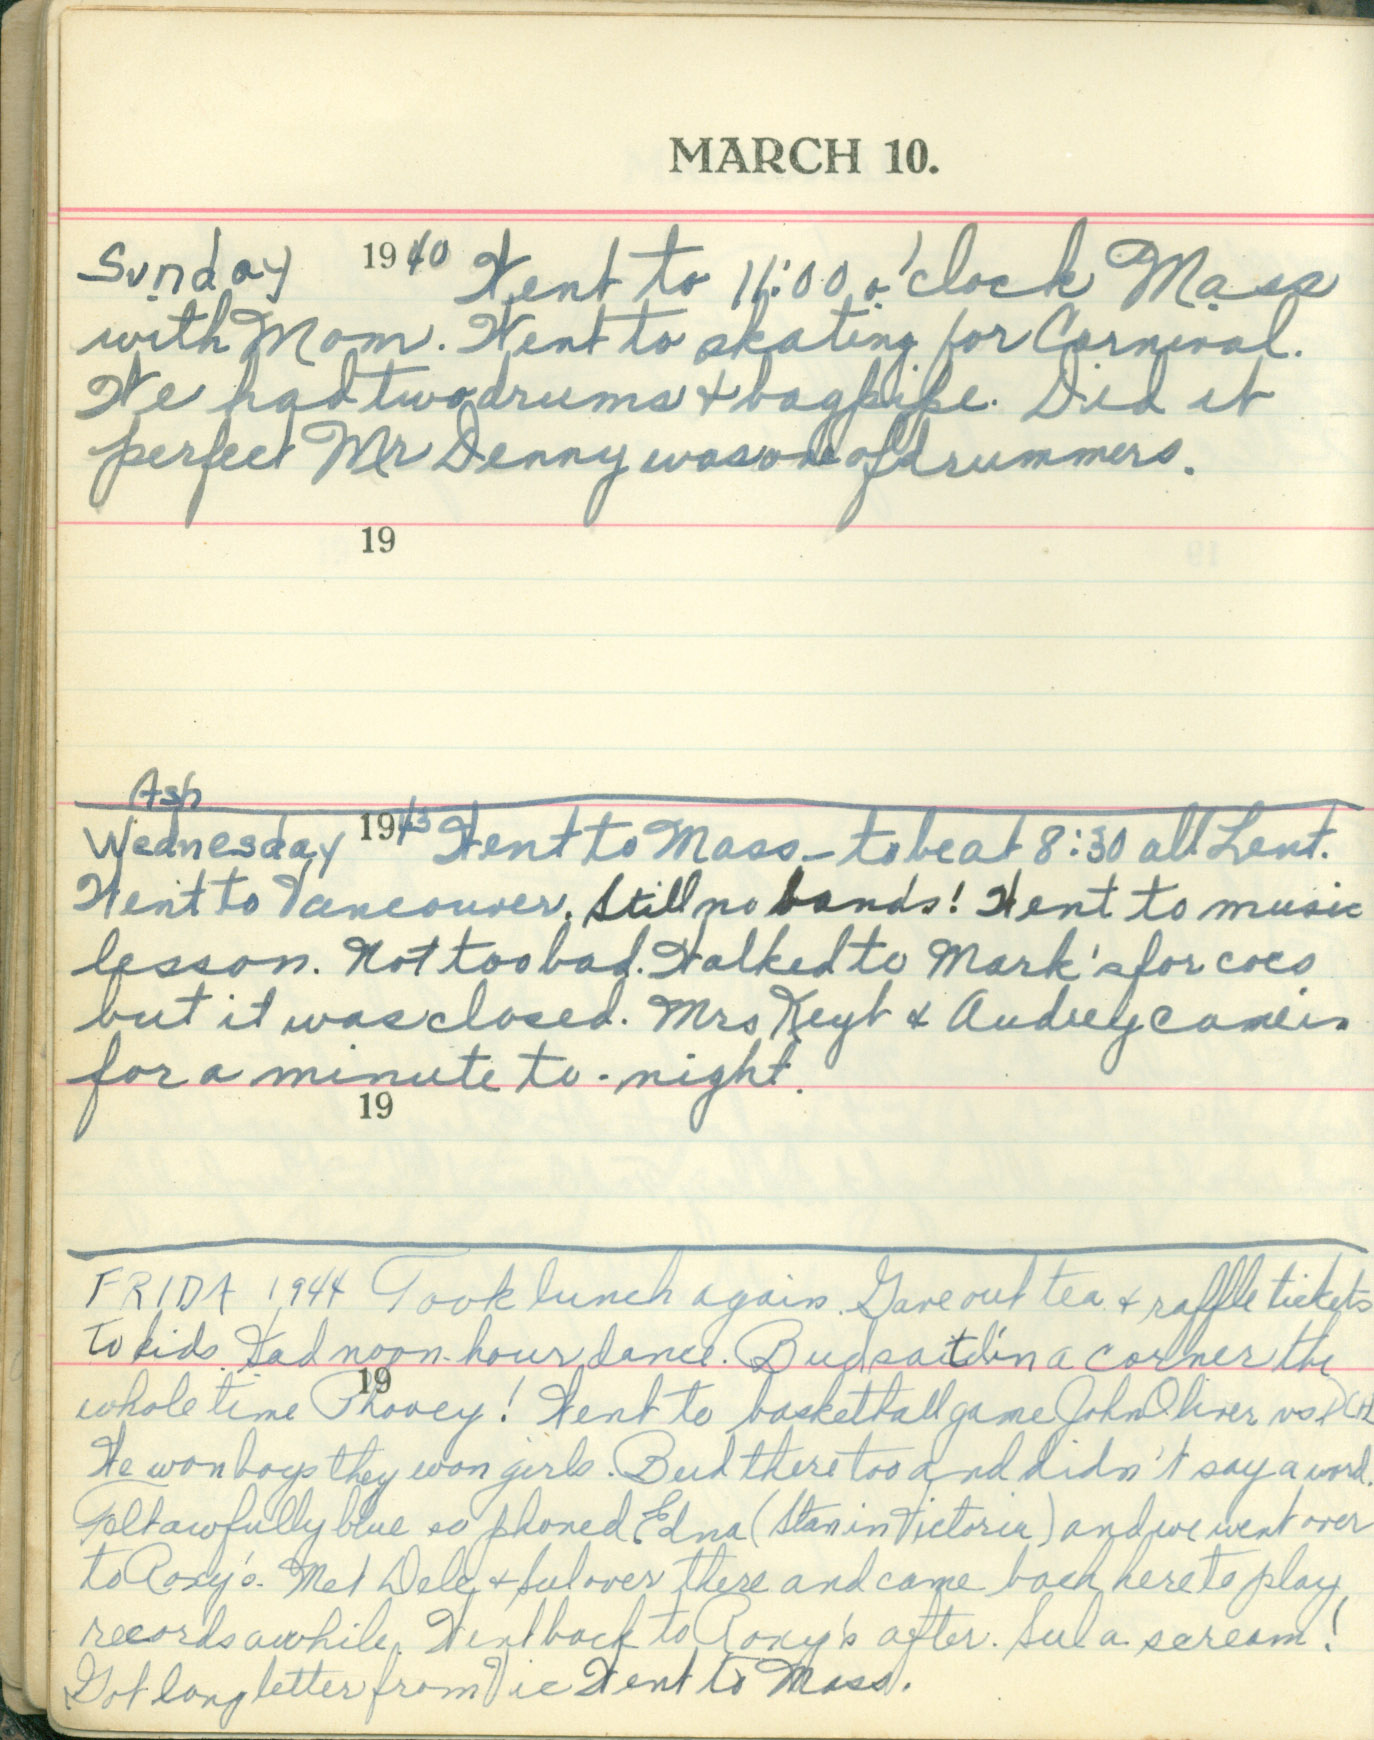 MARCH 10.
Sunday 1940 Went to 11:00 o'clock Mass
with Mom. Went to skating for Carnival.
We had two drums + bagpipe. Did it
perfect Mr Denny was one of drummers.
19
Ash
Wednesday 1943 Went to Mass - to be at 8:30 all Lent.
Went to Vancouver. Still no bands! Went to music
lesson. Not too bad. Walked to Mark's for coco
but it was closed. Mrs Keyt & Audrey came in
for a minute to-night.
19
FRIDA 1944 Took lunch again. Gave out tea & raffle tickets
to kids. Had noon-hour dance. Bud sat in a corner the
19
whole time Phooey! Went to basketball game John Oliver vs
We won boys they won girls. Bud there too and didn't say a word.
Felt awfully blue so phoned Edna (Stan in Victoria) and we went over
to Roxy's. Met Dele & Sul over there and came back here to play
records awhile. Went back to Roxy's after. Sul a scream!
Got long letter from Vic Went to Mass.